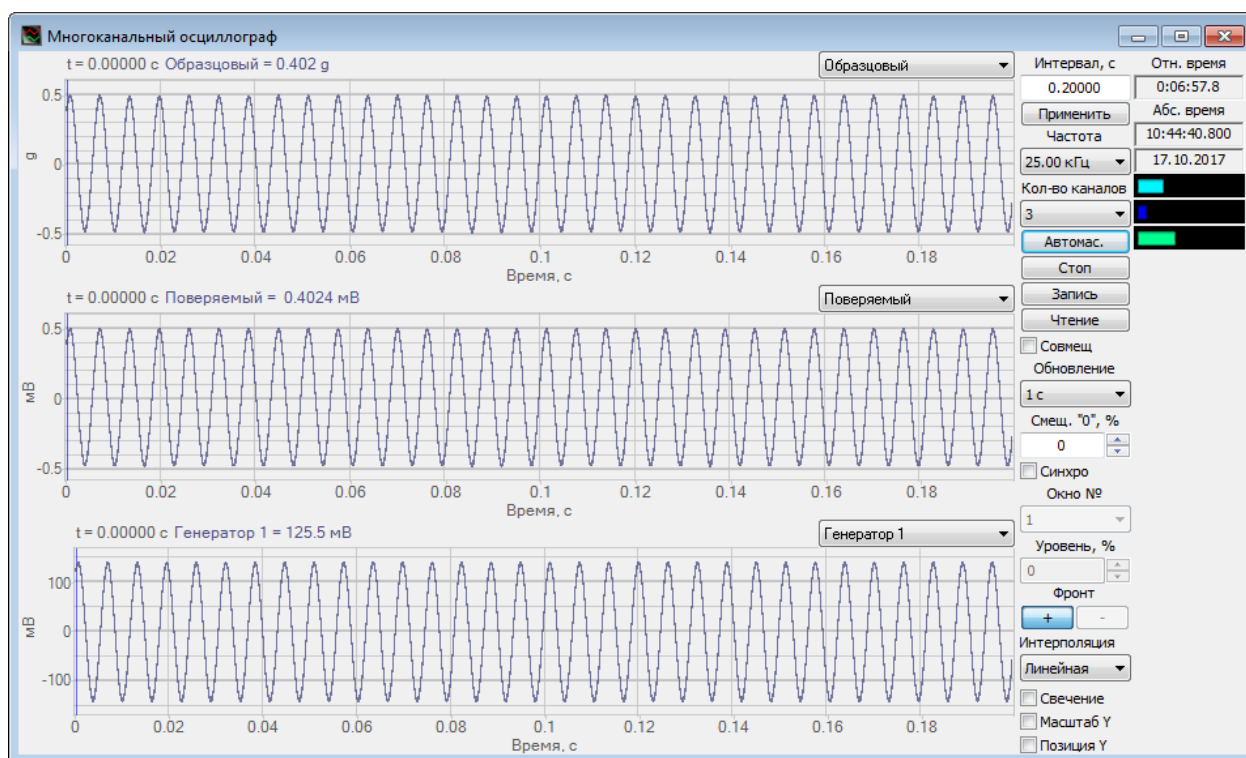 Многоканальный осциллограф
t = 0.00000 с Образцовый = 0.402 g
Образцовый
0.5
0
-0.5
g
0 0.02 0.04 0.06 0.08 0.1 0.12 0.14 0.16 0.18
Время, с
t = 0.00000 с Поверяемый = 0.4024 мВ
Поверяемый
0.5
0
-0.5
мВ
0 0.02 0.04 0.06 0.08 0.1 0.12 0.14 0.16 0.18
Время, с
t = 0.00000 с Генератор 1 = 125.5 мВ
Генератор 1
100
0
-100
мВ
0 0.02 0.04 0.06 0.08 0.1 0.12 0.14 0.16 0.18
Время, с
Интервал, с
0.20000
Применить
Частота
25.00 кГц
Кол-во каналов
3
Автомас.
Стоп
Запись
Чтение
Совмещ
Обновление
1 с
Смещ. "0", %
0
Синхро
Окно №
1
Уровень, %
0
Фронт
+ -
Интерполяция
Линейная
Свечение
Масштаб Y
Позиция Y
Отн. время
0:06:57.8
Абс. время
10:44:40.800
17.10.2017